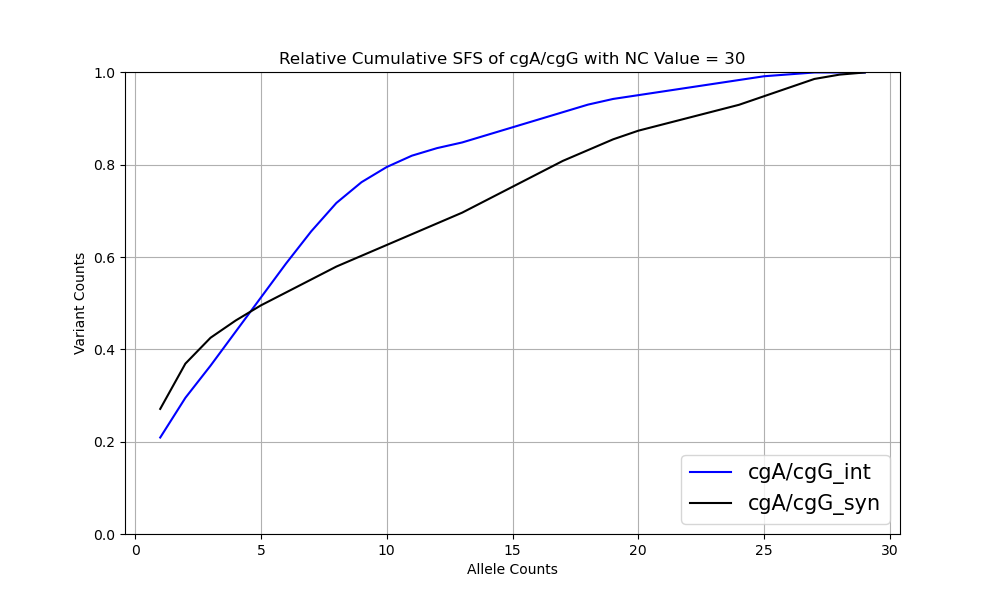 Relative Cumulative SFS of cgA/cgG with NC Value = 30
Variant Counts
1.0
0.8
0.6
0.4
0.2
0.0
0 5 10 15 20 25 30
Allele Counts
cgA/cgG_int
cgA/cgG_syn